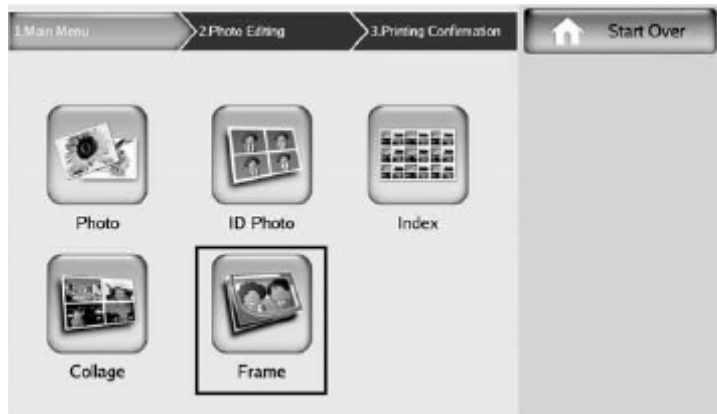 1.Main Menu
2.Photo Editing
3.Printing Confirmation
Start Over
Photo
ID Photo
Index
Collage
Frame